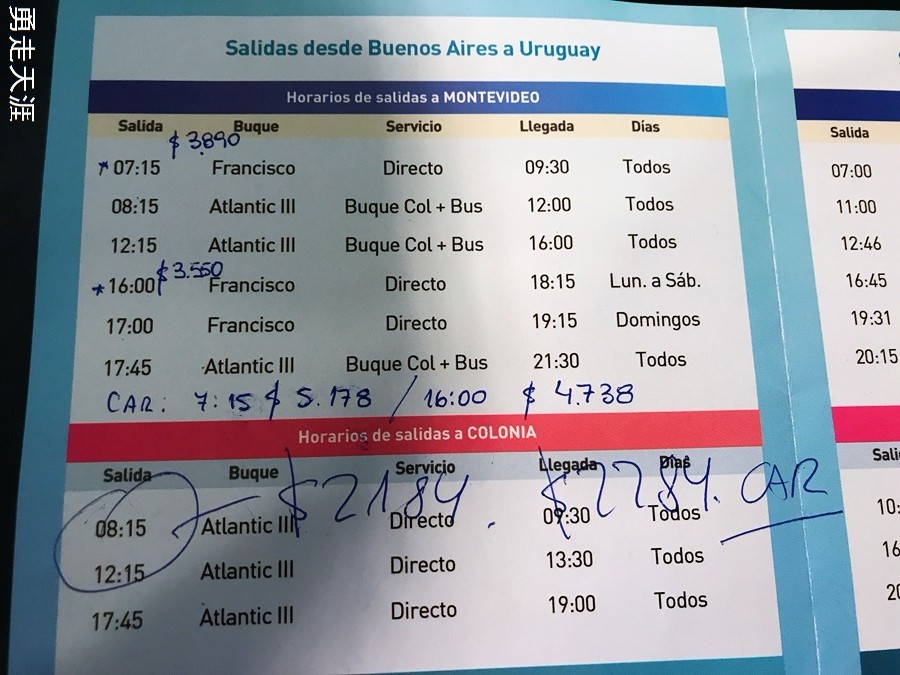 勇走天涯
Salidas desde Buenos Aires a Uruguay
Horarios de salidas a MONTEVIDEO
Salida Buque Servicio Llegada Días
$ 3.890
* 07:15 Francisco Directo 09:30 Todos
08:15 Atlantic III Buque Col + Bus 12:00 Todos
12:15 Atlantic III Buque Col + Bus 16:00 Todos
$ 3.550
* 16:00 Francisco Directo 18:15 Lun. a Sáb.
17:00 Francisco Directo 19:15 Domingos
17:45 Atlantic III Buque Col + Bus 21:30 Todos
CAR: 7:15 $ 5.178 / 16:00 $ 4.738
Horarios de salidas a COLONIA
Salida Buque Servicio Llegada Días
$2184. $2284. CAR
08:15 Atlantic III Directo 09:30 Todos
12:15 Atlantic III Directo 13:30 Todos
17:45 Atlantic III Directo 19:00 Todos
Salida
07:00
11:00
12:46
16:45
19:31
20:15
Sali
10:
16
20